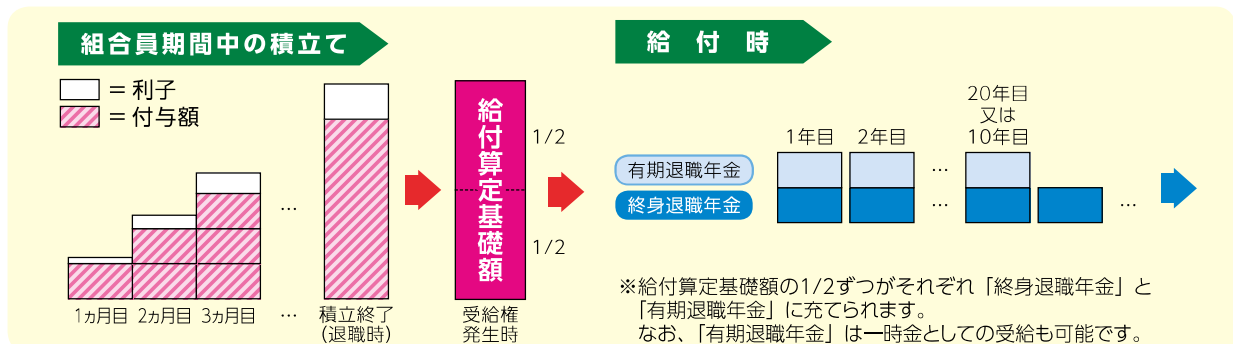 組合員期間中の積立て
= 利子
= 付与額
1ヵ月目 2ヵ月目 3ヵ月目 … 積立終了
(退職時)
…
給付算定基礎額
1/2
1/2
受給権
発生時
給 付 時
20年目
又は
1年目 2年目 10年目
有期退職年金 …
終身退職年金 … …
※給付算定基礎額の1/2ずつがそれぞれ「終身退職年金」と
「有期退職年金」に充てられます。
なお、「有期退職年金」は一時金としての受給も可能です。